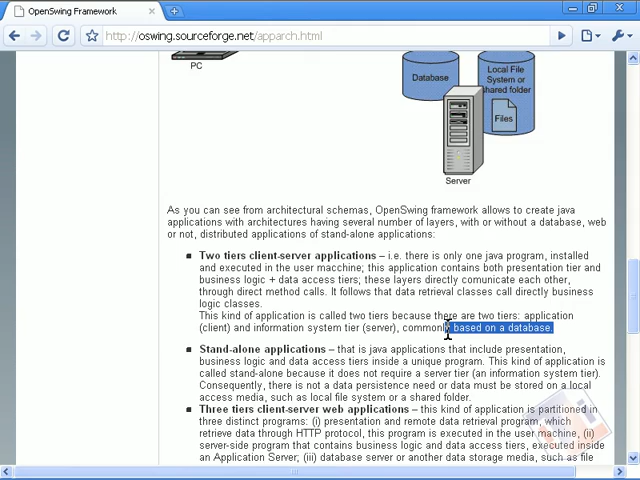 OpenSwing Framework
http://oswing.sourceforge.net/apparch.html
PC
Database
Local File
System or
shared folder
Files
Server
As you can see from architectural schemas, OpenSwing framework allows to create java
applications with architectures having several number of layers, with or without a database, web
or not, distributed applications of stand-alone applications:
Two tiers client-server applications – i.e. there is only one java program, installed
and executed in the user macchine; this application contains both presentation tier and
business logic + data access tiers; these layers directly comunicate each other,
through direct method calls. It follows that data retrieval classes call directly business
logic classes.
This kind of application is called two tiers because there are two tiers: application
(client) and information system tier (server), commonly based on a database.
Stand-alone applications – that is java applications that include presentation,
business logic and data access tiers inside a unique program. This kind of application is
called stand-alone because it does not require a server tier (an information system tier).
Consequently, there is not a data persistence need or data must be stored on a local
access media, such as local file system or a shared folder.
Three tiers client-server web applications – this kind of application is partitioned in
three distinct programs: (i) presentation and remote data retrieval program, which
retrieve data through HTTP protocol, this program is executed in the user machine, (ii)
server-side program that contains business logic and data access tiers, executed inside
an Application Server; (iii) database server or another data storage media, such as file